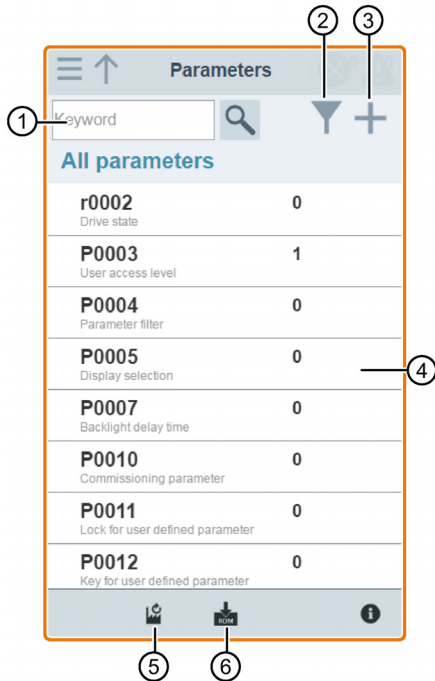 2 3
Parameters
1 Keyword
All parameters
r0002 0
Drive state
P0003 1
User access level
P0004 0
Parameter filter
P0005 0
Display selection
4
P0007 0
Backlight delay time
P0010 0
Commissioning parameter
P0011 0
Lock for user defined parameter
P0012 0
Key for user defined parameter
ROM
5 6